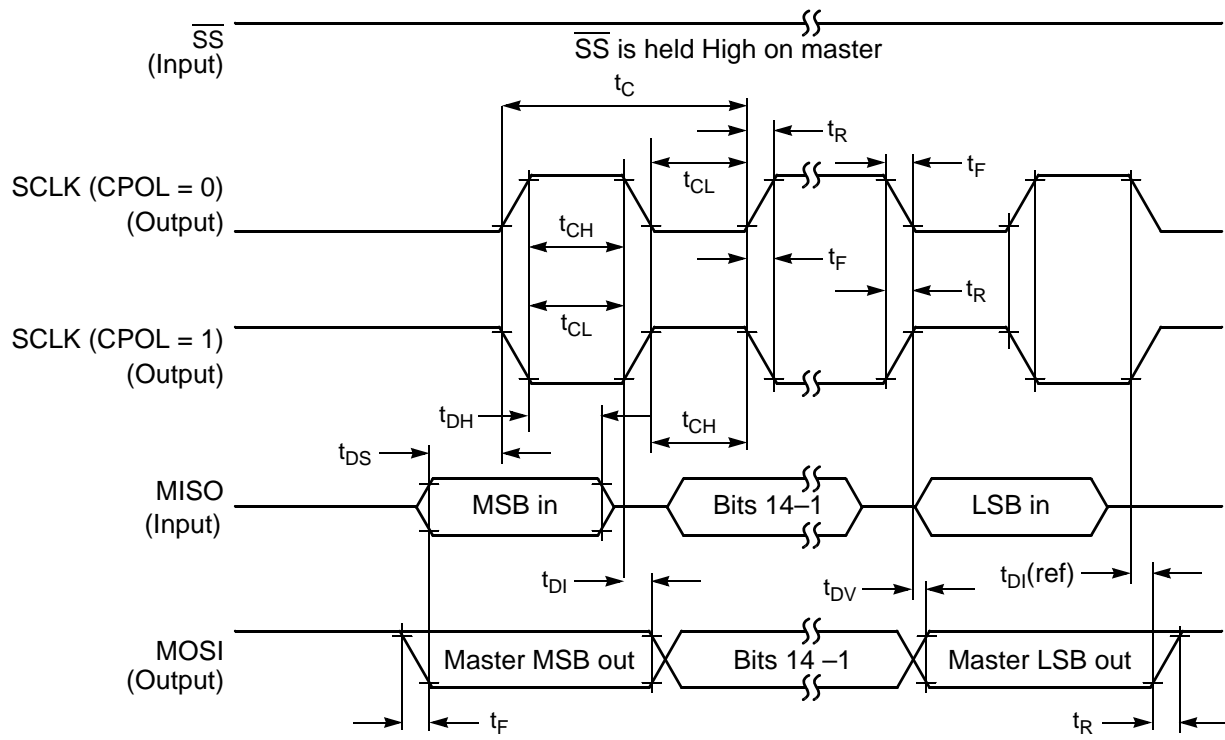 SS
(Input)
SS is held High on master
tC
tR
tF
SCLK (CPOL = 0)
(Output)
tCL
tCH
tF
tR
tCL
SCLK (CPOL = 1)
(Output)
tDH
tCH
tDS
MISO
(Input)
MSB in
Bits 14–1
LSB in
tDI
tDV
tDI(ref)
MOSI
(Output)
Master MSB out
Bits 14 –1
Master LSB out
tF
tR